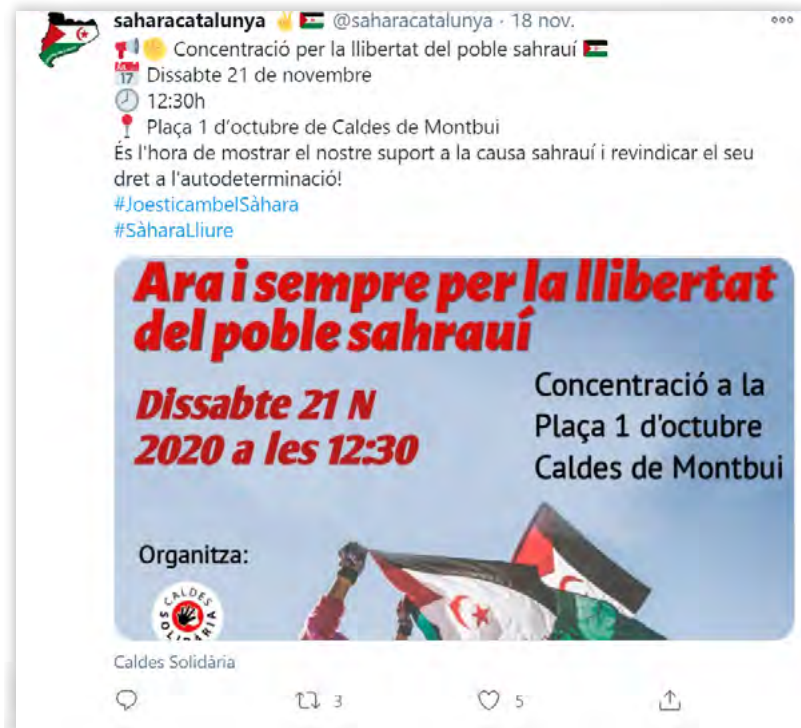 saharacatalunya ✌️🇪🇭 @saharacatalunya · 18 nov.
📢✊ Concentració per la llibertat del poble sahrauí 🇪🇭
📅 Dissabte 21 de novembre
🕗 12:30h
📍 Plaça 1 d'octubre de Caldes de Montbui
És l'hora de mostrar el nostre suport a la causa sahrauí i revindicar el seu
dret a l'autodeterminació!
#JoesticambelSàhara
#SàharaLliure
Ara i sempre per la llibertat
del poble sahrauí
Dissabte 21 N
2020 a les 12:30
Concentració a la
Plaça 1 d'octubre
Caldes de Montbui
Organitza:
CALDES
SOLIDÀRIA
Caldes Solidària
3
5